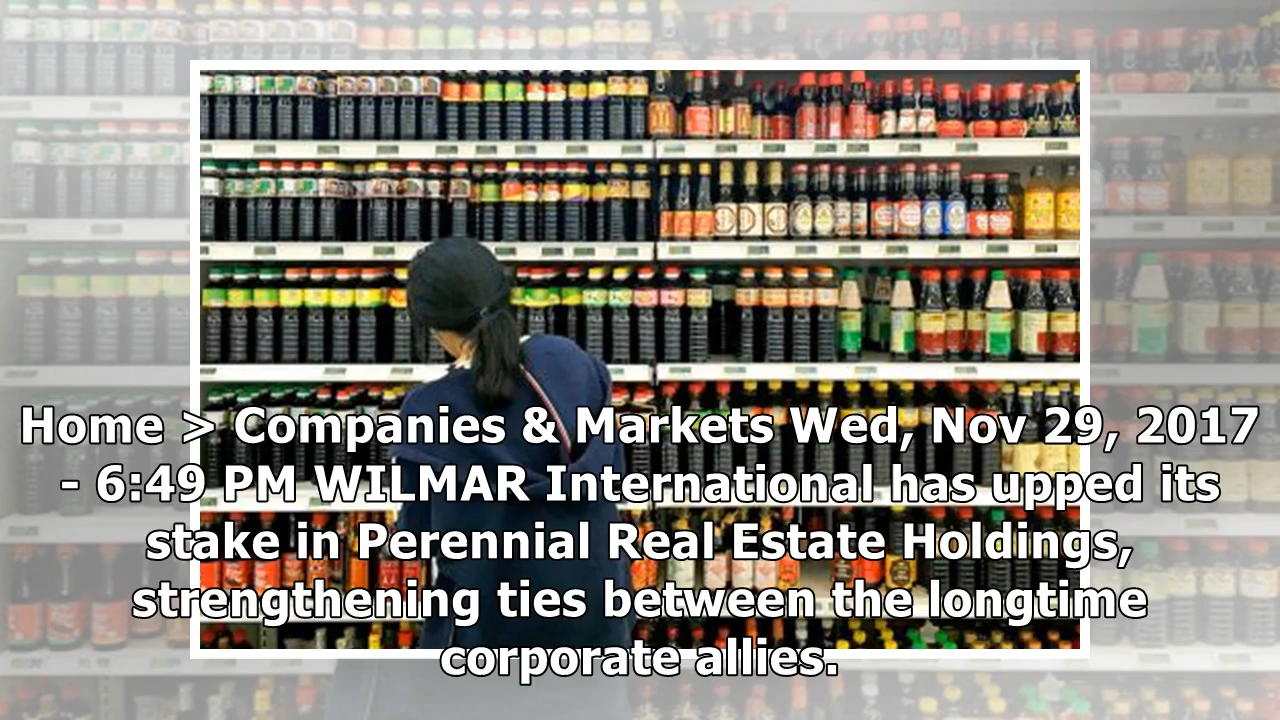 Home > Companies & Markets Wed, Nov 29, 2017
- 6:49 PM WILMAR International has upped its
stake in Perennial Real Estate Holdings,
strengthening ties between the longtime
corporate allies.